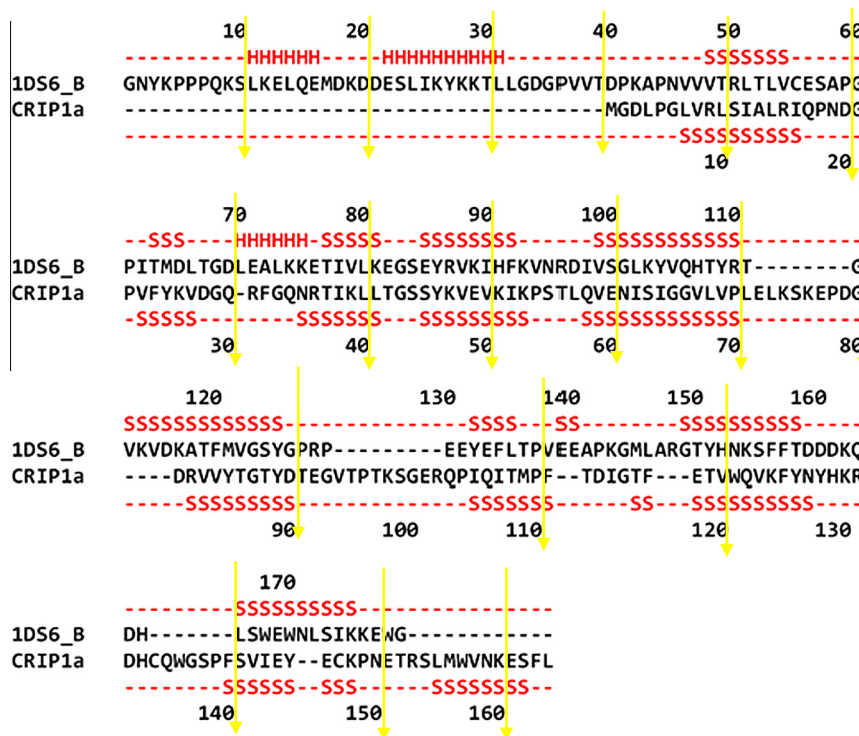 10 20 30 40 50 60
----------HHHHHH-----HHHHHHHHHH----------------SSSSSSS------
1DS6_B GNYKPPPQKSLKELQEMDKDDESLIKYKKTLLGDGPVVTDPKAPNVVVTRLTLVCESAPG
CRIP1a ---------------------------------------MGDLPGLVRLSIALRIQPNDG
---------------------------------------------SSSSSSSSSS-----
10 20
70 80 90 100 110
--SSS----HHHHHH-SSSSS---SSSSSSSS------SSSSSSSSSSSS----------
1DS6_B PITMDLTGDLEALKKETIVLKEGSEYRVKIHFKVNRDIVSGLKYVQHTYRT--------G
CRIP1a PVFYKVDGQ-RFGQNRTIKLLTGSSYKVEVKIKPSTLQVENISIGGVLVPLELKSKEPDG
-SSSSS--------SSSSSSS---SSSSSSSSS----SSSSSSSSSSSSS----------
30 40 50 60 70 80
120 130 140 150 160
SSSSSSSSSSSSS---------------SSSS---SS--------SSSSSSSSSS-----
1DS6_B VKVDKATFMVGSYGPRP---------EEYEFLTPVEEAPKGMLARGTYHNKSFFTDDDKQ
CRIP1a ----DRVVYTGTYDTEGVTPTKSGERQPIQITMPF--TDIGTF---ETVWQVKFYNYHKR
-----SSSSSSSSS--------------SSSSSSS------SS---SSSSSSSSSS----
90 100 110 120 130
170
---------SSSSSSSSSS----------------
1DS6_B DH-------LSWEWNLSIKKEWG------------
CRIP1a DHCQWGSPFSVIEY--ECKPNETRSLMWVNKESFL
--------SSSSSS--SSS------SSSSSSSS--
140 150 160